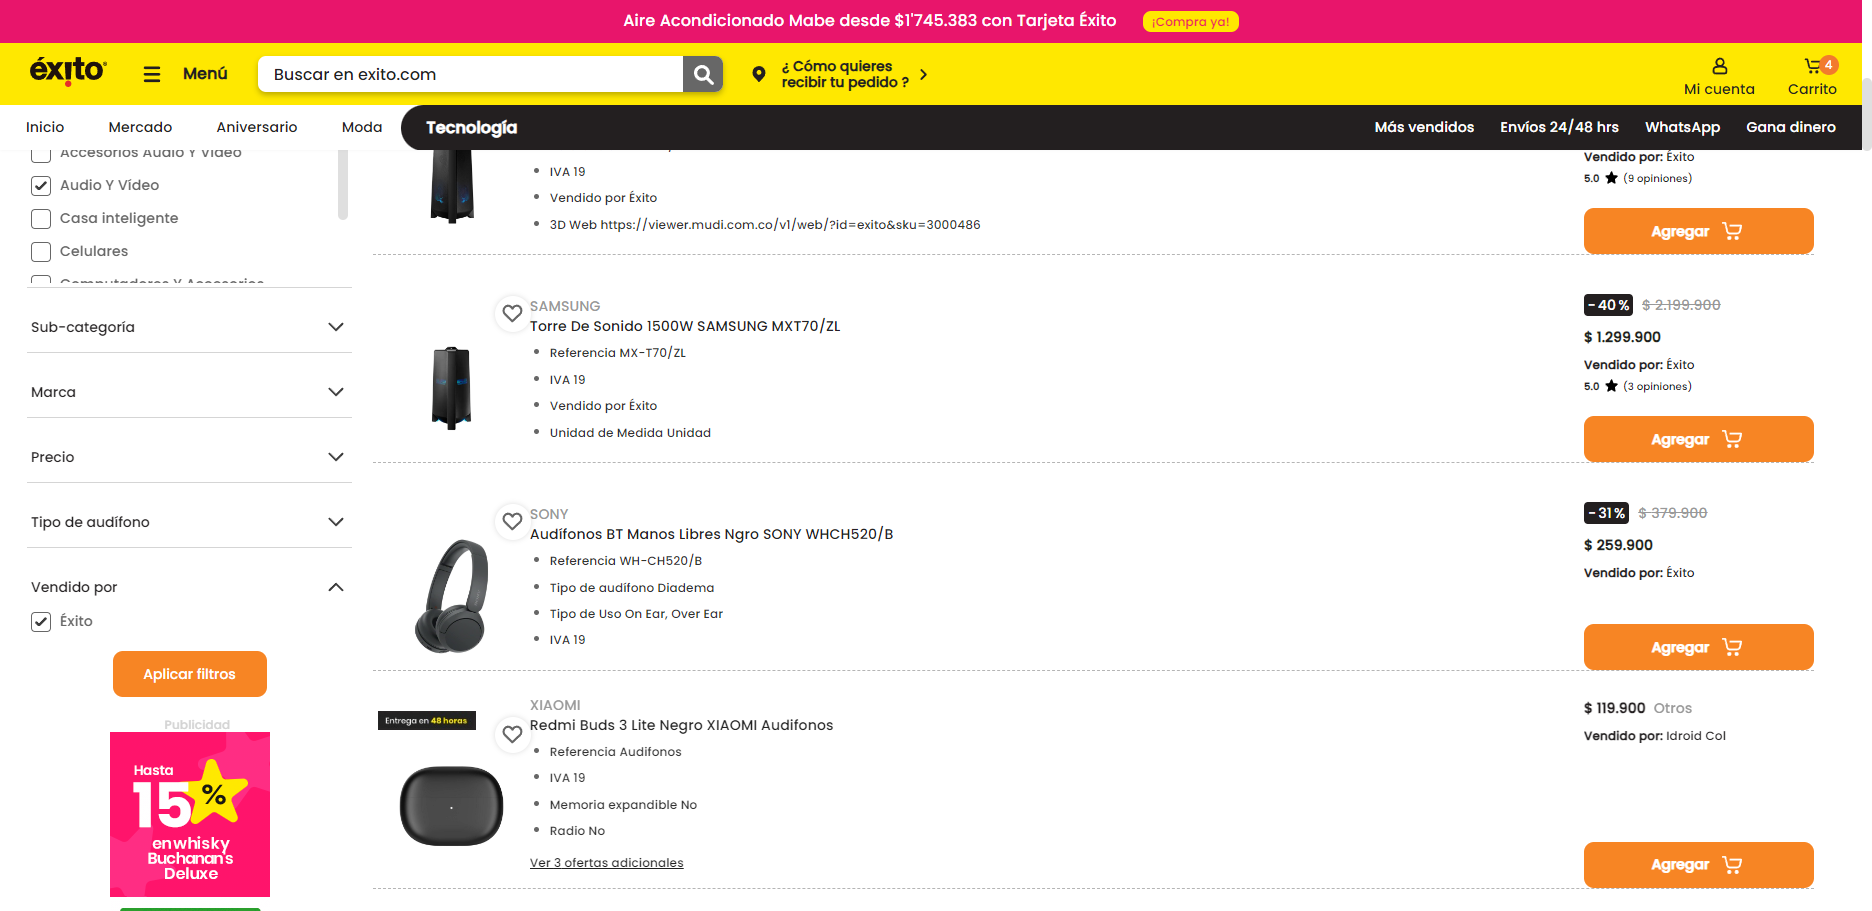 Aire Acondicionado Mabe desde $1'745.383 con Tarjeta Éxito
¡Compra ya!
éxito
Menú
Buscar en exito.com
¿ Cómo quieres
recibir tu pedido ?
Mi cuenta
4
Carrito
Inicio
Mercado
Aniversario
Moda
Tecnología
Más vendidos
Envíos 24/48 hrs
WhatsApp
Gana dinero
Accesorios Audio Y Video
Audio Y Vídeo
Casa inteligente
Celulares
Computadores Y Accesorios
Sub-categoría
Marca
Precio
Tipo de audífono
Vendido por
Éxito
Aplicar filtros
Publicidad
Hasta
15%
en whisky
Buchanan's
Deluxe
IVA 19
Vendido por Éxito
3D Web https://viewer.mudi.com.co/v1/web/?id=exito&sku=3000486
Vendido por: Éxito
5.0 ★ (9 opiniones)
Agregar
SAMSUNG
Torre De Sonido 1500W SAMSUNG MXT70/ZL
Referencia MX-T70/ZL
IVA 19
Vendido por Éxito
Unidad de Medida Unidad
-40% $ 2.199.900
$ 1.299.900
Vendido por: Éxito
5.0 ★ (3 opiniones)
Agregar
SONY
Audífonos BT Manos Libres Ngro SONY WHCH520/B
Referencia WH-CH520/B
Tipo de audífono Diadema
Tipo de Uso On Ear, Over Ear
IVA 19
-31% $ 379.900
$ 259.900
Vendido por: Éxito
Agregar
Entrega en 48 horas
XIAOMI
Redmi Buds 3 Lite Negro XIAOMI Audifonos
Referencia Audifonos
IVA 19
Memoria expandible No
Radio No
Ver 3 ofertas adicionales
$ 119.900 Otros
Vendido por: Idroid Col
Agregar